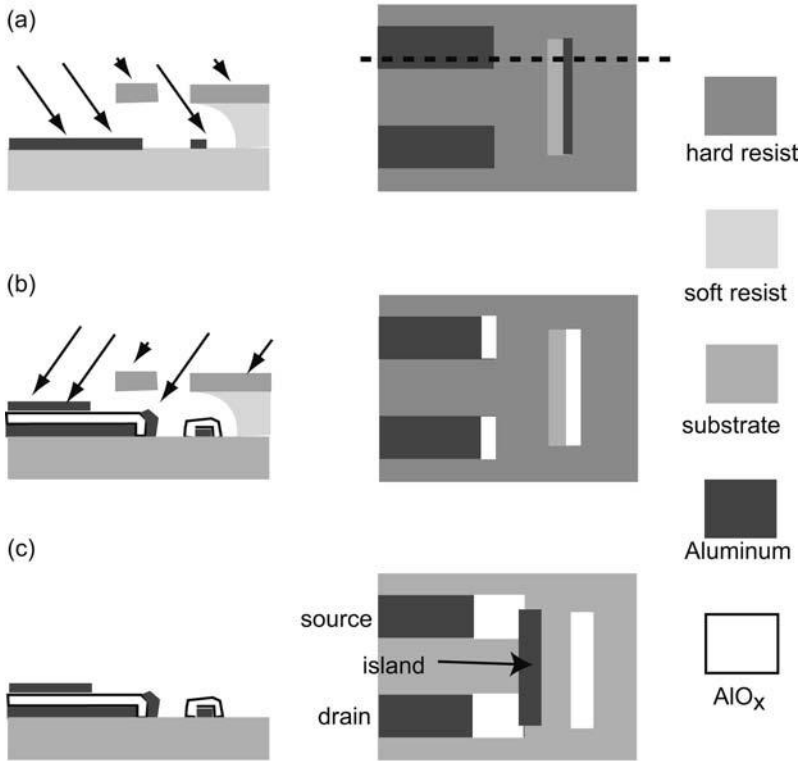 (a)
hard resist
soft resist
(b)
substrate
Aluminum
(c)
source
island
drain
AlOx